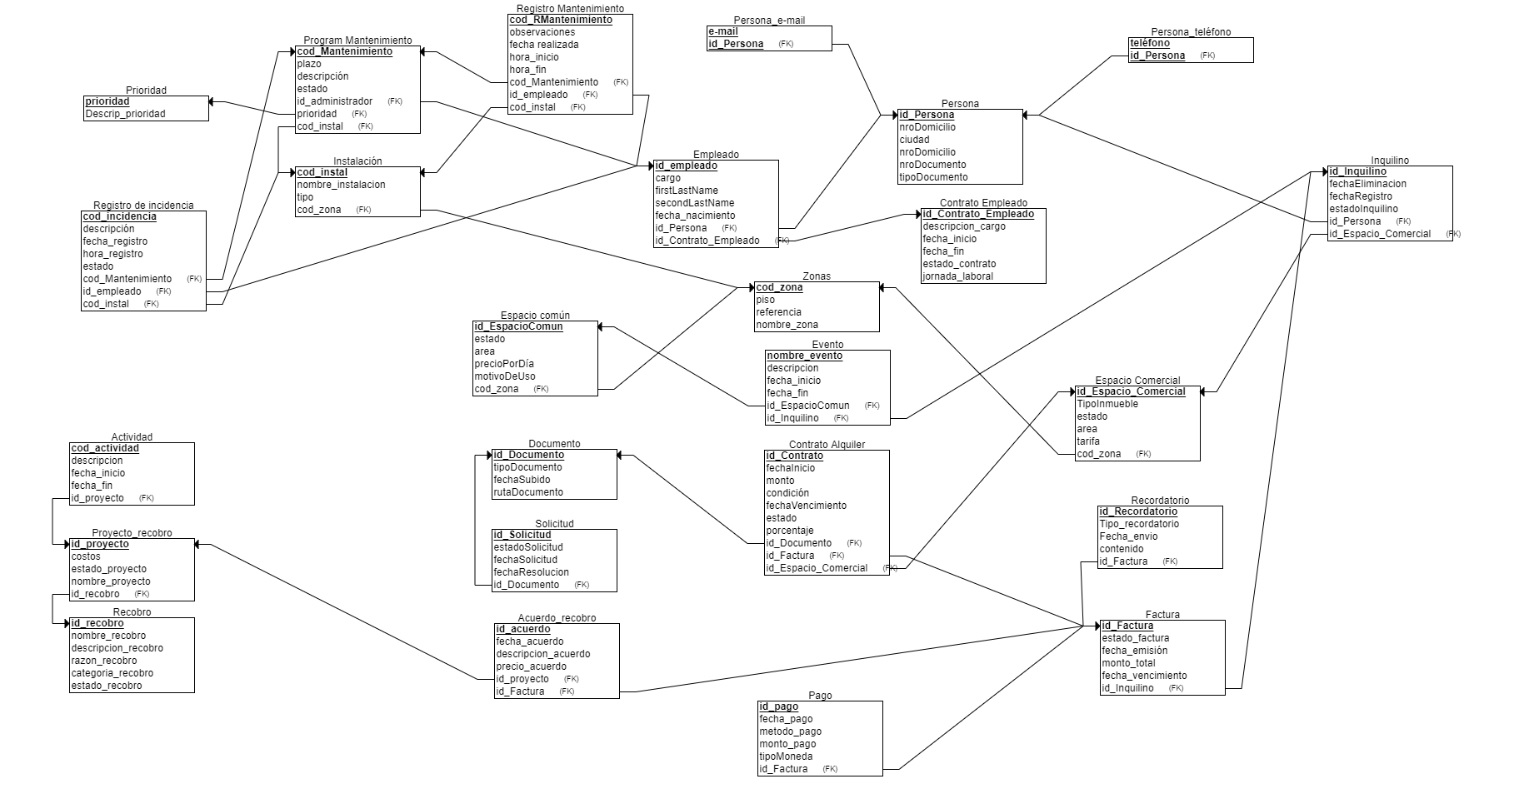 Registro Mantenimiento
cod_RMantenimiento
observaciones
fecha realizada
hora_inicio
hora_fin
cod_Mantenimiento (FK)
id_empleado (FK)
cod_instal (FK)
Persona_e-mail
e-mail
id_Persona (FK)
Persona_teléfono
teléfono
id_Persona (FK)
Program Mantenimiento
cod_Mantenimiento
plazo
descripción
estado
id_administrador (FK)
prioridad (FK)
cod_instal (FK)
Prioridad
prioridad
Descrip_prioridad
Persona
id_Persona
nroDomicilio
ciudad
nroDomicilio
nroDocumento
tipoDocumento
Instalación
cod_instal
nombre_instalacion
tipo
cod_zona (FK)
Empleado
id_empleado
cargo
firstLastName
secondLastName
fecha_nacimiento
id_Persona (FK)
id_Contrato_Empleado (FK)
Inquilino
id_Inquilino
fechaEliminacion
fechaRegistro
estadoInquilino
id_Persona (FK)
id_Espacio_Comercial (FK)
Registro de incidencia
cod_incidencia
descripción
fecha_registro
hora_registro
estado
cod_Mantenimiento (FK)
id_empleado (FK)
cod_instal (FK)
Contrato Empleado
id_Contrato_Empleado
descripcion_cargo
fecha_inicio
fecha_fin
estado_contrato
jornada_laboral
Zonas
cod_zona
piso
referencia
nombre_zona
Espacio común
id_EspacioComun
estado
area
precioPorDía
motivoDeUso
cod_zona (FK)
Evento
nombre_evento
descripcion
fecha_inicio
fecha_fin
id_EspacioComun (FK)
id_Inquilino (FK)
Espacio Comercial
id_Espacio_Comercial
TipoInmueble
estado
area
tarifa
cod_zona (FK)
Actividad
cod_actividad
descripcion
fecha_inicio
fecha_fin
id_proyecto (FK)
Documento
id_Documento
tipoDocumento
fechaSubido
rutaDocumento
Contrato Alquiler
id_Contrato
fechaInicio
monto
condición
fechaVencimiento
estado
porcentaje
id_Documento (FK)
id_Factura (FK)
id_Espacio_Comercial (FK)
Recordatorio
id_Recordatorio
Tipo_recordatorio
Fecha_envio
contenido
id_Factura (FK)
Solicitud
id_Solicitud
estadoSolicitud
fechaSolicitud
fechaResolucion
id_Documento (FK)
Proyecto_recobro
id_proyecto
costos
estado_proyecto
nombre_proyecto
id_recobro (FK)
Recobro
id_recobro
nombre_recobro
descripcion_recobro
razon_recobro
categoria_recobro
estado_recobro
Acuerdo_recobro
id_acuerdo
fecha_acuerdo
descripcion_acuerdo
precio_acuerdo
id_proyecto (FK)
id_Factura (FK)
Factura
id_Factura
estado_factura
fecha_emisión
monto_total
fecha_vencimiento
id_Inquilino (FK)
Pago
id_pago
fecha_pago
metodo_pago
monto_pago
tipoMoneda
id_Factura (FK)